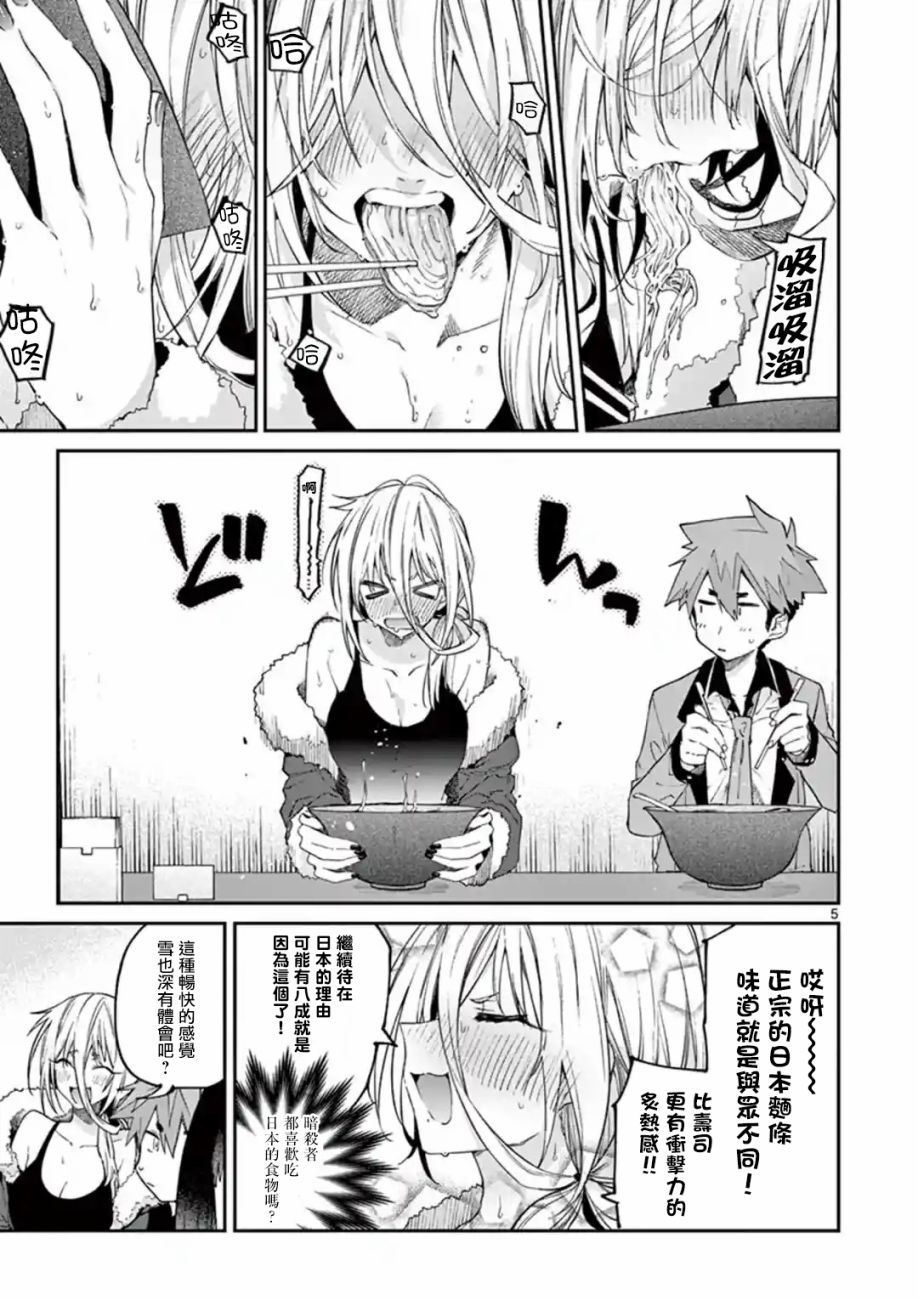 吸溜吸溜
哈
哈
哈
咕咚
咕咚
咕咚
んっ
啊～～～～…
ビ
5
哎呀～～～～
正宗的日本麵條
味道就是與眾不同！
比壽司
更有衝擊力的
炙熱感!!
繼續待在
日本的理由
可能有八成就是
因為這個了！
暗殺者
都喜歡吃
日本的食物嗎？
這種暢快的感覺
雪也深有體會吧？